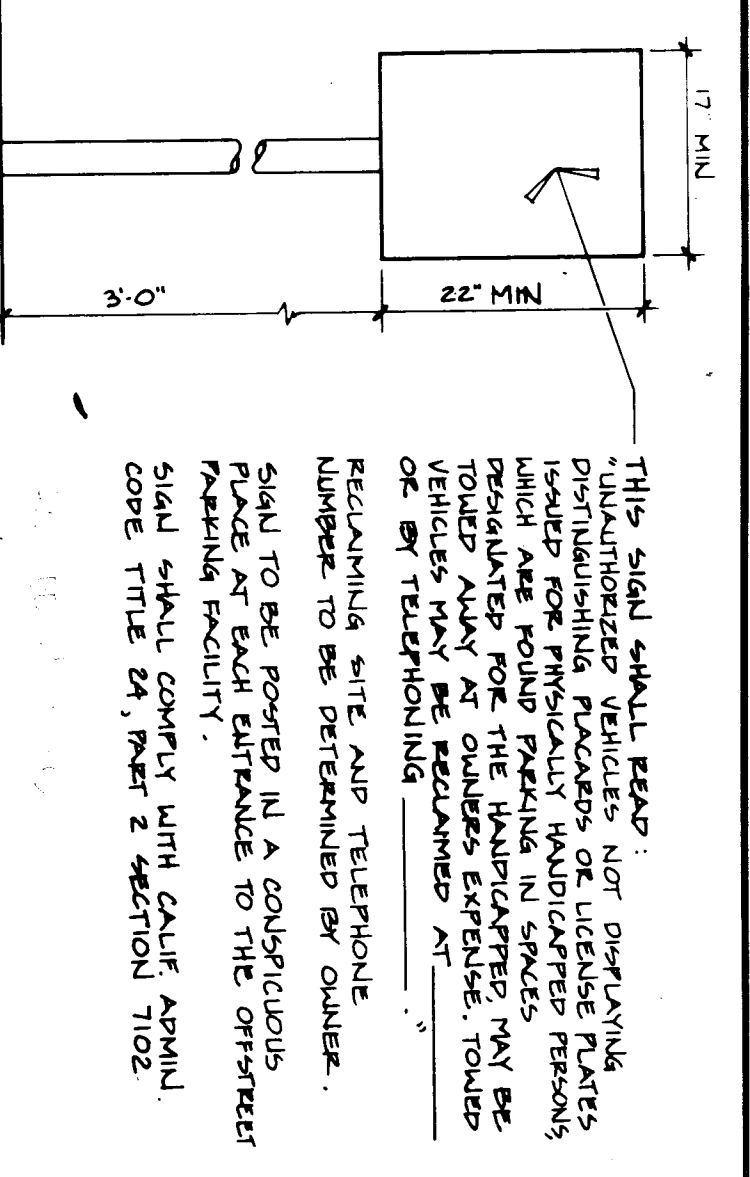 17" MIN
22" MIN
3'-0"
THIS SIGN SHALL READ:
"UNAUTHORIZED VEHICLES NOT DISPLAYING
DISTINGUISHING PLACARDS OR LICENSE PLATES
ISSUED FOR PHYSICALLY HANDICAPPED PERSONS,
WHICH ARE FOUND PARKING IN SPACES
DESIGNATED FOR THE HANDICAPPED, MAY BE
TOWED AWAY AT OWNERS EXPENSE. TOWED
VEHICLES MAY BE RECLAIMED AT ________
OR BY TELEPHONING ________."
RECLAIMING SITE AND TELEPHONE
NUMBER TO BE DETERMINED BY OWNER.
SIGN TO BE POSTED IN A CONSPICUOUS
PLACE AT EACH ENTRANCE TO THE OFFSTREET
PARKING FACILITY.
SIGN SHALL COMPLY WITH CALIF. ADMIN.
CODE TITLE 24, PART 2 SECTION 7102.